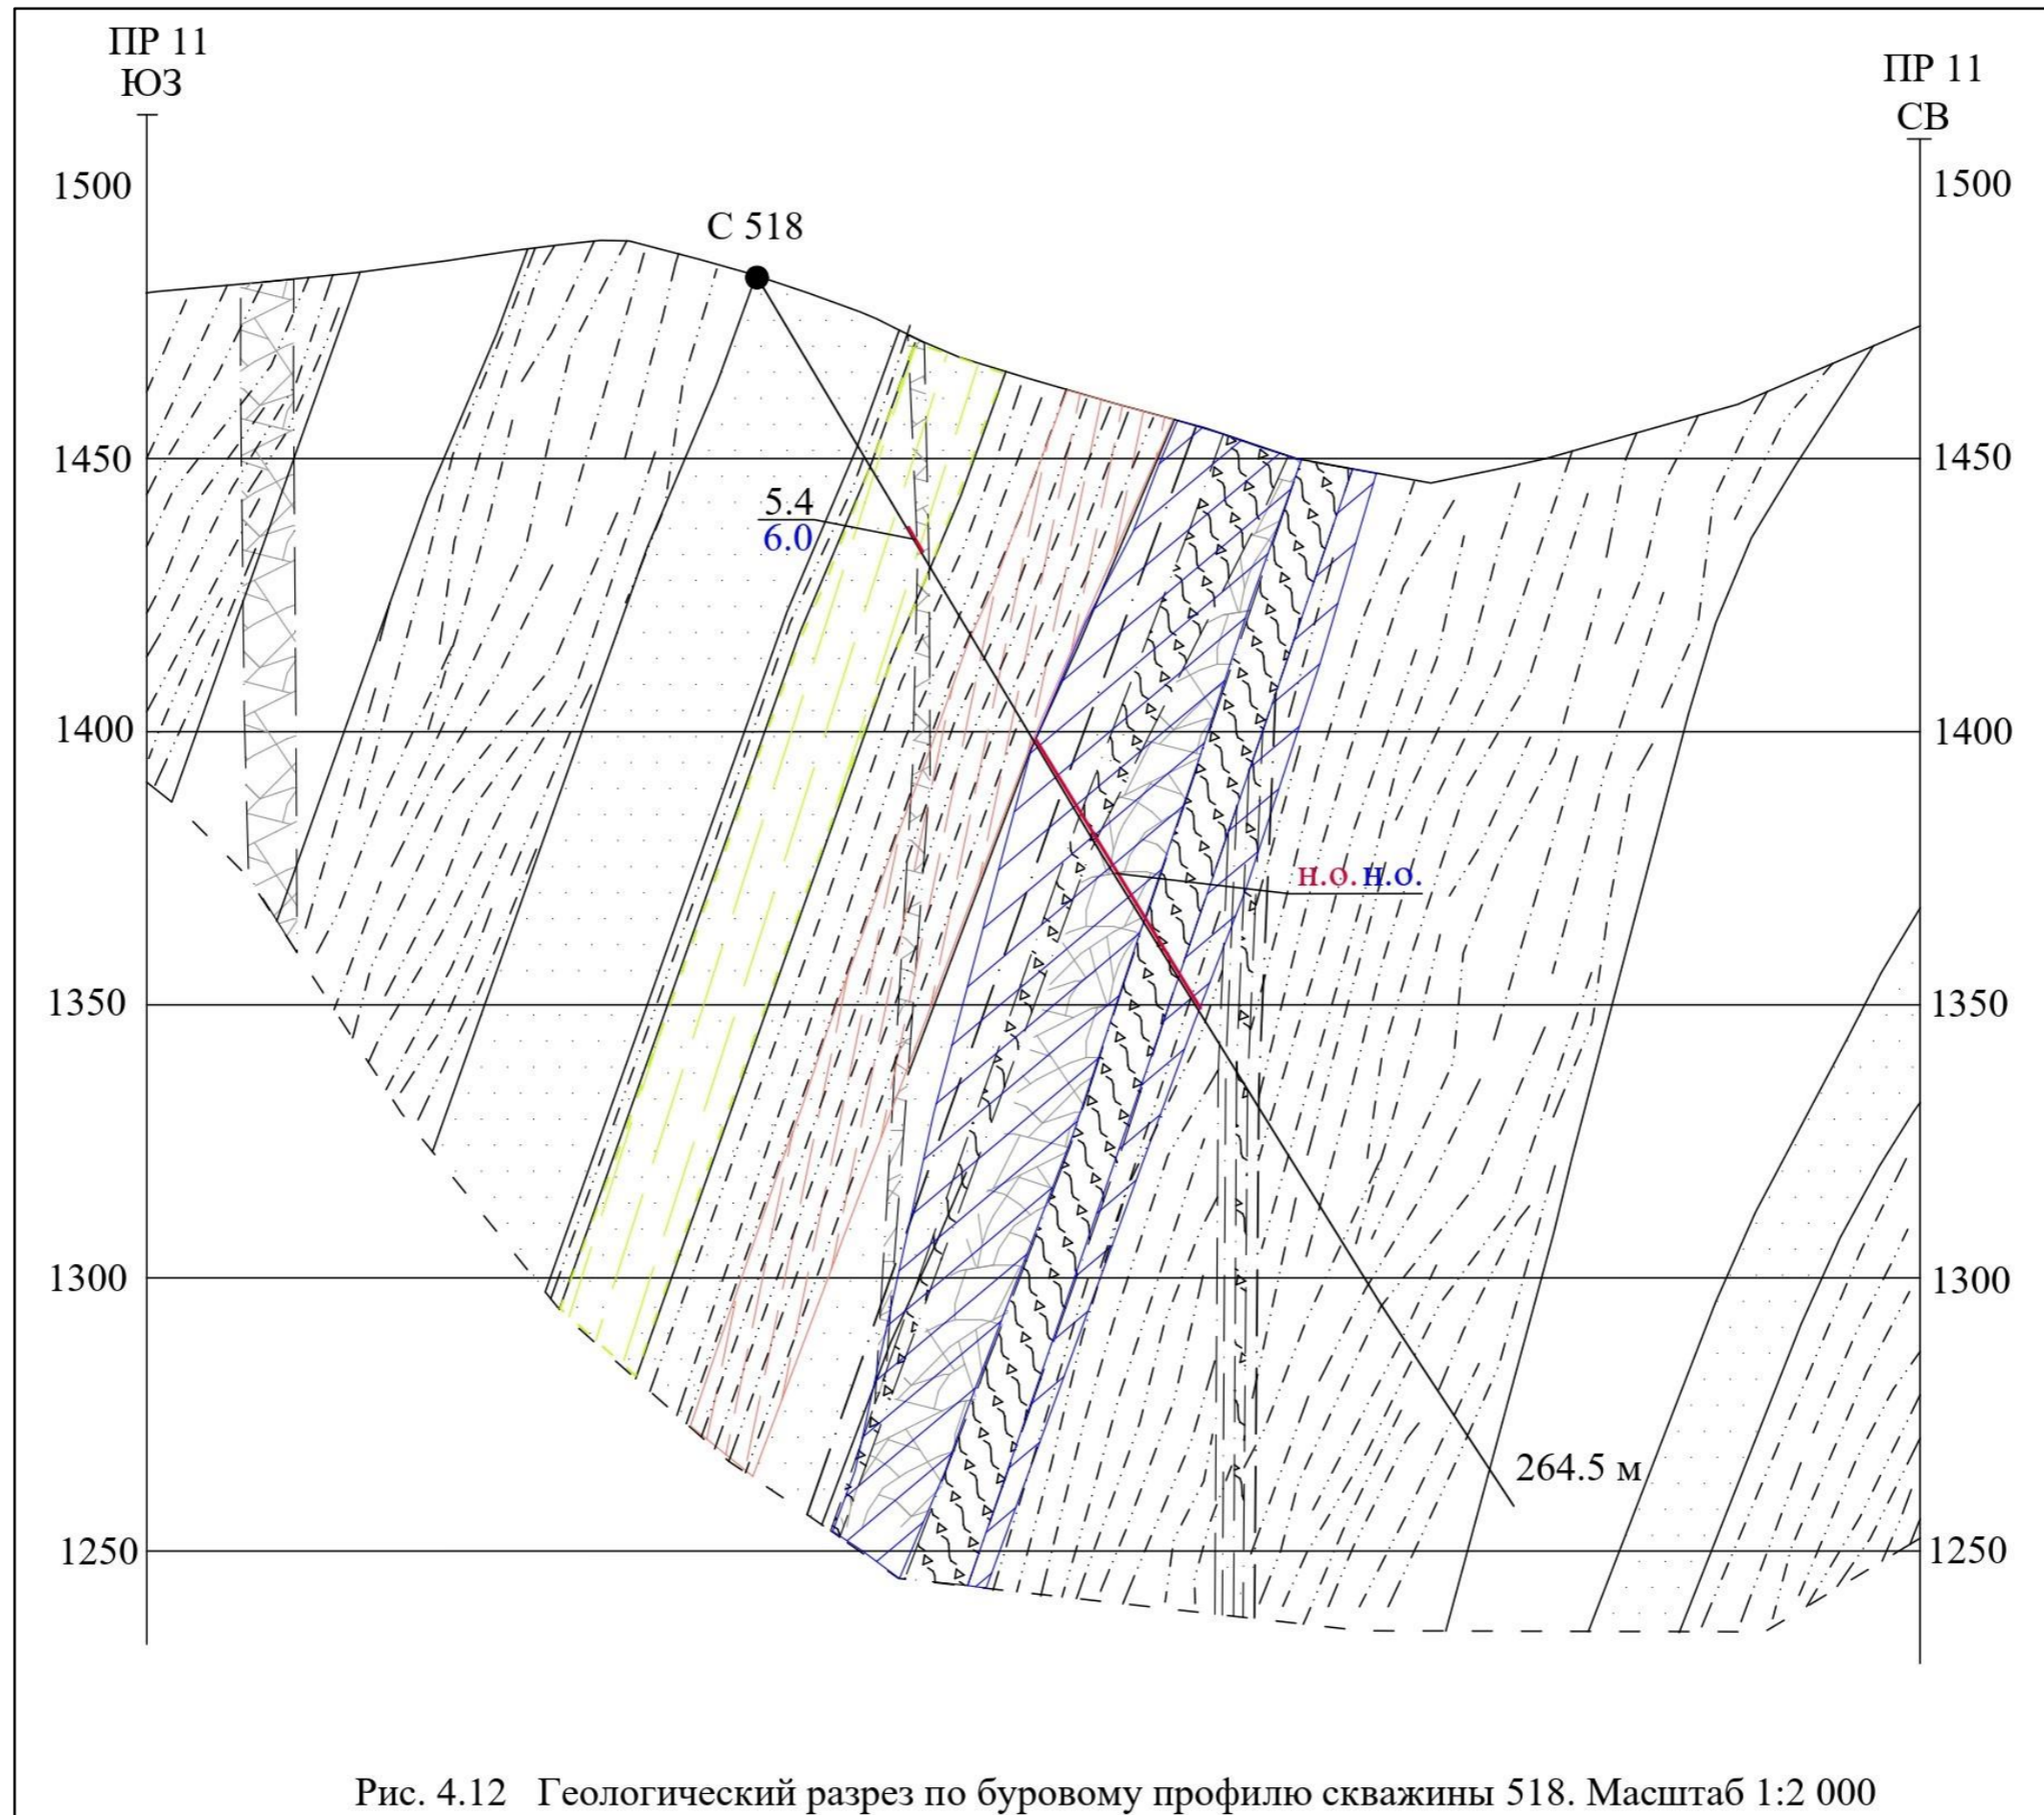 ПР 11
ЮЗ
ПР 11
СВ
1500
1500
С 518
1450
1450
5.4
6.0
1400
1400
н.о. н.о.
1350
1350
1300
1300
264.5 м
1250
1250
Рис. 4.12 Геологический разрез по буровому профилю скважины 518. Масштаб 1:2 000